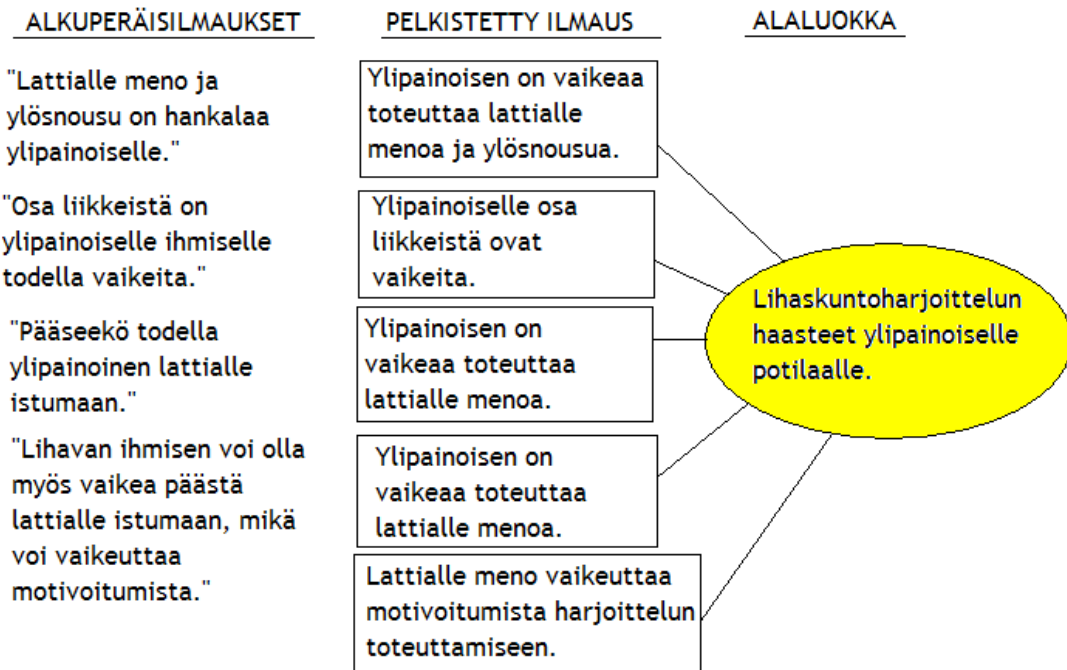 ALKUPERÄISILMAUKSET
"Lattialle meno ja
ylösnousu on hankalaa
ylipainoiselle."
"Osa liikkeistä on
ylipainoiselle ihmiselle
todella vaikeita."
"Pääseekö todella
ylipainoinen lattialle
istumaan."
"Lihavan ihmisen voi olla
myös vaikea päästä
lattialle istumaan, mikä
voi vaikeuttaa
motivoitumista."
PELKISTETTY ILMAUS
Ylipainoisen on vaikeaa
toteuttaa lattialle
menoa ja ylösnousua.
Ylipainoiselle osa
liikkeistä ovat
vaikeita.
Ylipainoisen on
vaikeaa toteuttaa
lattialle menoa.
Ylipainoisen on
vaikeaa toteuttaa
lattialle menoa.
Lattialle meno vaikeuttaa
motivoitumista harjoittelun
toteuttamiseen.
ALALUOKKA
Lihaskuntoharjoittelun
haasteet ylipainoiselle
potilaalle.